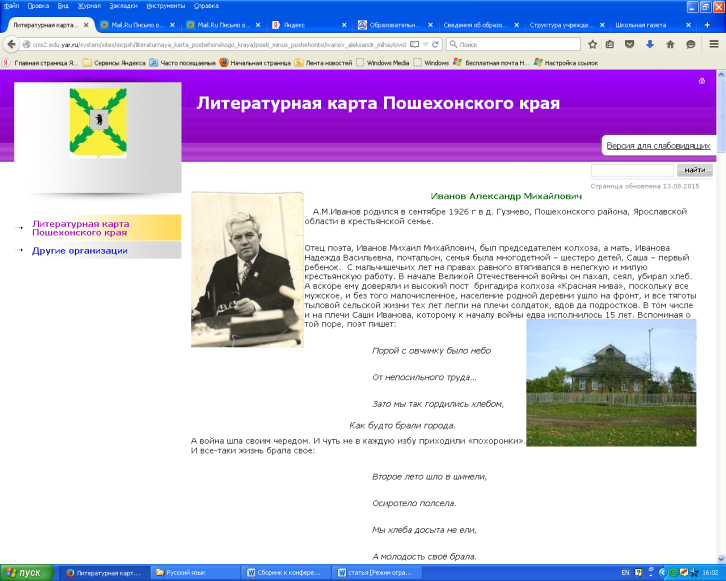 Файл Правка Вид Журнал Закладки Инструменты Справка
Литературная карта... Mail.Ru Письмо о... Mail.Ru Письмо о... Яндекс Образовательн... Сведения об образо... Структура учрежде... Школьная газета
cms2.edu.yar.ru/system/sites/iocpsh/literaturnaya_karta_poshehonskogo_kraya/poeti_minus_poshehontsi/ivanov_aleksandr_mihaylovich Поиск
Главная страница Я... Сервисы Яндекса Часто посещаемые Начальная страница Лента новостей Windows Media Windows Бесплатная почта H... Настройка ссылок
Литературная карта Пошехонского края
Версия для слабовидящих
найти
Страница обновлена 13.06.2015
Литературная карта
Пошехонского края
Другие организации
Иванов Александр Михайлович
А.М.Иванов родился в сентябре 1926 г в д. Гузнево, Пошехонского района, Ярославской
области в крестьянской семье.
Отец поэта, Иванов Михаил Михайлович, был председателем колхоза, а мать, Иванова
Надежда Васильевна, почтальон, семья была многодетной – шестеро детей, Саша – первый
ребенок. С мальчишечьих лет на правах равного втягивался в нелегкую и милую
крестьянскую работу. В начале Великой Отечественной войны он пахал, сеял, убирал хлеб.
А вскоре ему доверяли и высокий пост бригадира колхоза «Красная нива», поскольку все
мужское, и без того малочисленное, население родной деревни ушло на фронт, и все тяготы
тыловой сельской жизни тех лет легли на плечи солдаток, вдов да подростков. В том числе
и на плечи Саши Иванова, которому к началу войны едва исполнилось 15 лет. Вспоминая о
той поре, поэт пишет:
Порой с овчинку было небо
От непосильного труда...
Зато мы так гордились хлебом,
Как будто брали города.
А война шла своим чередом. И чуть не в каждую избу приходили «похоронки».
И все-таки жизнь брала свое:
Второе лето шло в шинели,
Осиротело полсела.
Мы хлеба досыта не ели,
А молодость своё брала.
пуск Литературная карт... Русский язык Сборник к конфере... статья [Режим огра... EN 16:02